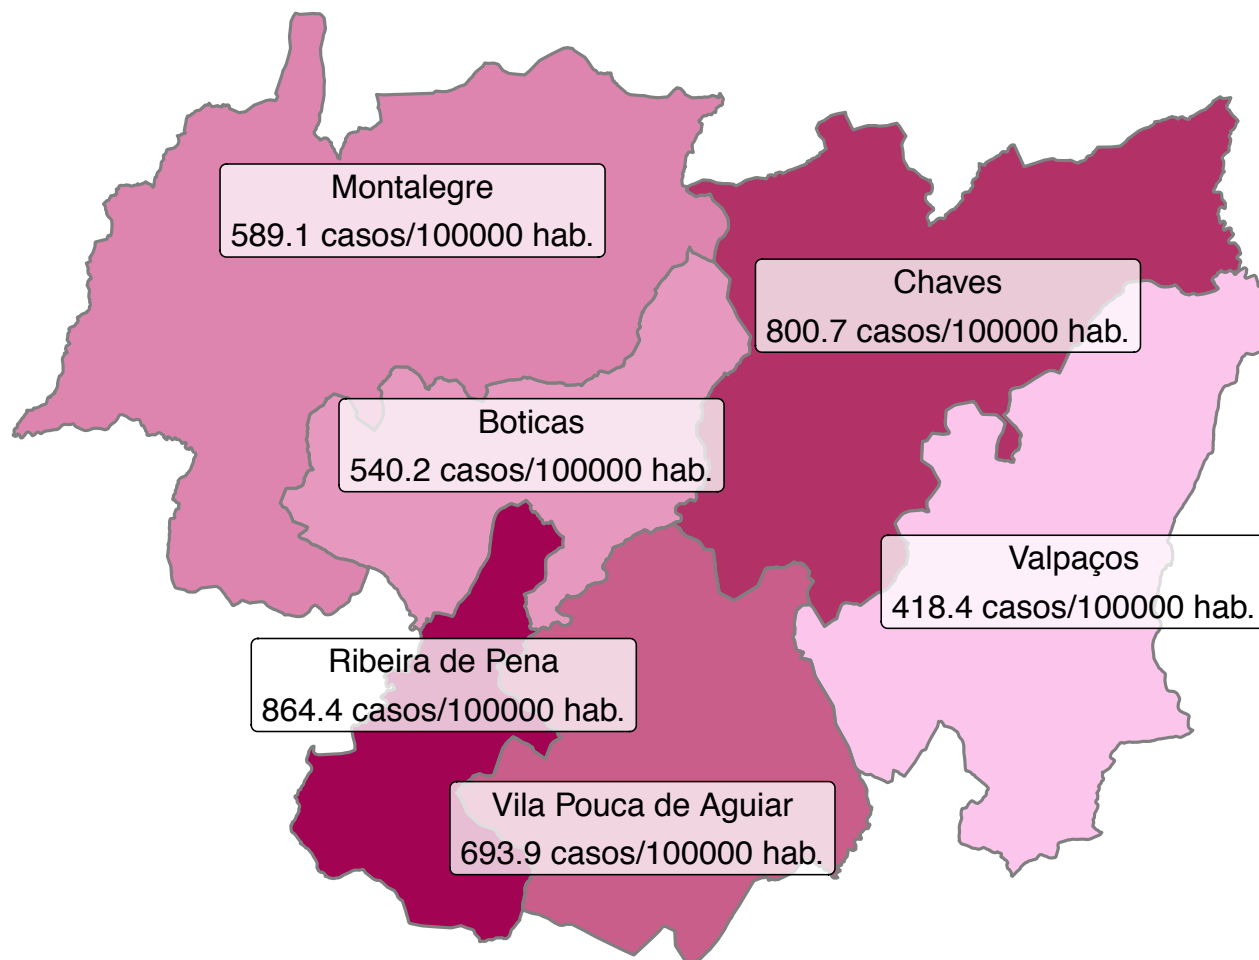 Montalegre
589.1 casos/100000 hab.
Chaves
800.7 casos/100000 hab.
Boticas
540.2 casos/100000 hab.
Valpaços
418.4 casos/100000 hab.
Ribeira de Pena
864.4 casos/100000 hab.
Vila Pouca de Aguiar
693.9 casos/100000 hab.